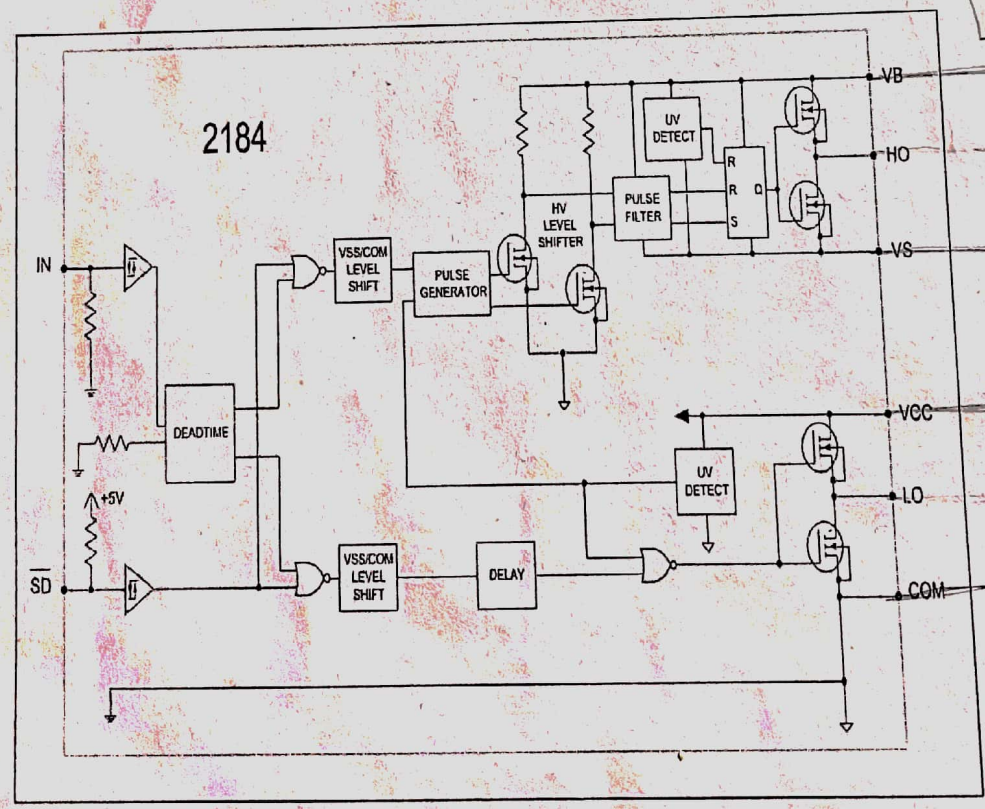 2184
VB
UV
DETECT
HO
R
R
Q
S
PULSE
FILTER
HV
LEVEL
SHIFTER
VS
IN
VSS/COM
LEVEL
SHIFT
PULSE
GENERATOR
DEADTIME
VCC
UV
DETECT
LO
+5V
SD
VSS/COM
LEVEL
SHIFT
DELAY
COM